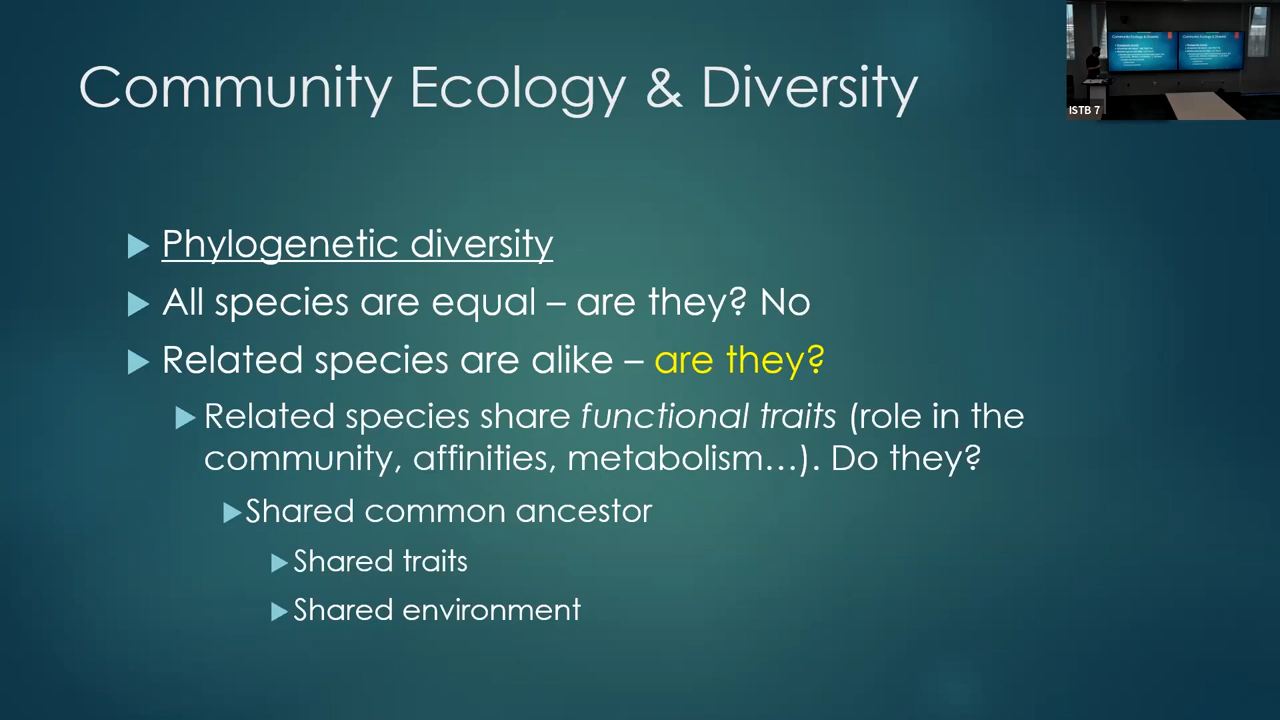 Community Ecology & Diversity
Phylogenetic diversity
All species are equal – are they? No
Related species are alike – are they?
Related species share functional traits (role in the
community, affinities, metabolism…). Do they?
Shared common ancestor
Shared traits
Shared environment
ISTB 7